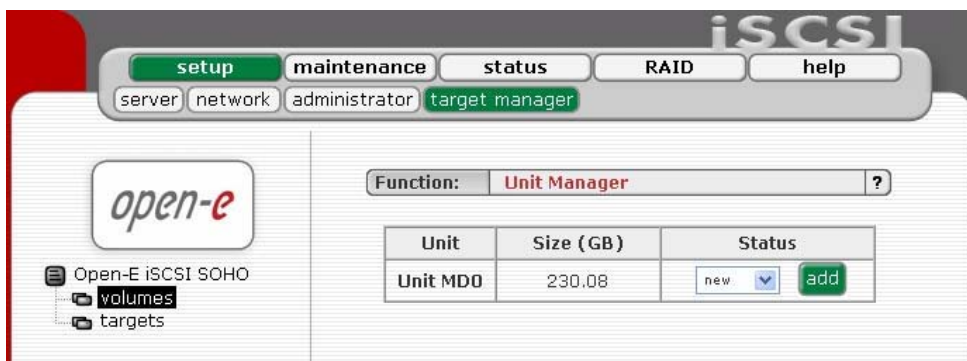 iSCSI
setup maintenance status RAID help
server network administrator target manager
open-e
Function: Unit Manager ?
Unit Size (GB) Status
Unit MD0 230.08 new add
Open-E iSCSI SOHO
volumes
targets